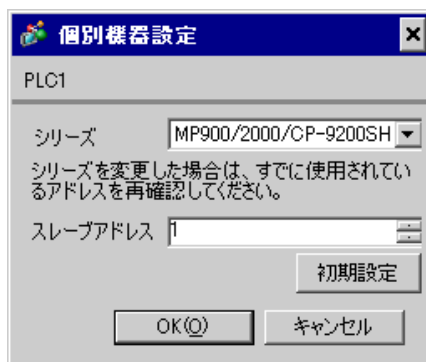 個別機器設定
PLC1
シリーズ MP900/2000/CP-9200SH
シリーズを変更した場合は、すでに使用されてい
るアドレスを再確認してください。
スレーブアドレス 1
初期設定
OK(O) キャンセル